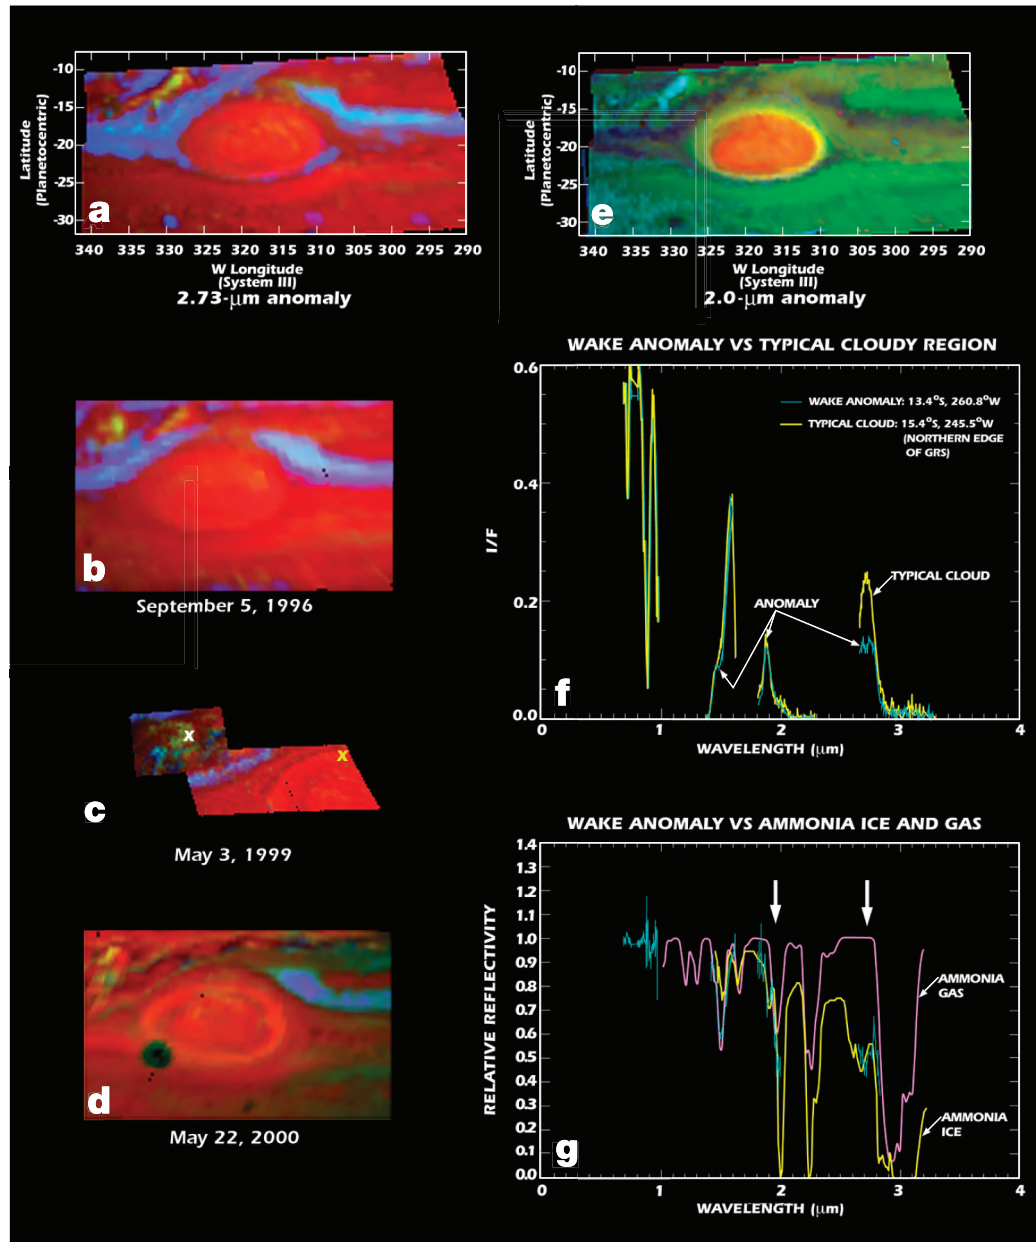 -10
-15
-20
-25
-30
Latitude
(Planetocentric)
a
340 335 330 325 320 315 310 305 300 295 290
W Longitude
(System III)
2.73-μm anomaly
-10
-15
-20
-25
-30
Latitude
(Planetocentric)
e
340 335 330 325 320 315 310 305 300 295 290
W Longitude
(System III)
2.0-μm anomaly
b
September 5, 1996
x
x
c
May 3, 1999
d
May 22, 2000
WAKE ANOMALY VS TYPICAL CLOUDY REGION
0.6
0.4
0.2
0.0
I/F
WAKE ANOMALY: 13.4°S, 260.8°W
TYPICAL CLOUD: 15.4°S, 245.5°W
(NORTHERN EDGE
OF GRS)
TYPICAL CLOUD
ANOMALY
f
0 1 2 3 4
WAVELENGTH (μm)
WAKE ANOMALY VS AMMONIA ICE AND GAS
1.4
1.3
1.2
1.1
1.0
0.9
0.8
0.7
0.6
0.5
0.4
0.3
0.2
0.1
0.0
RELATIVE REFLECTIVITY
AMMONIA
GAS
AMMONIA
ICE
g
0 1 2 3 4
WAVELENGTH (μm)